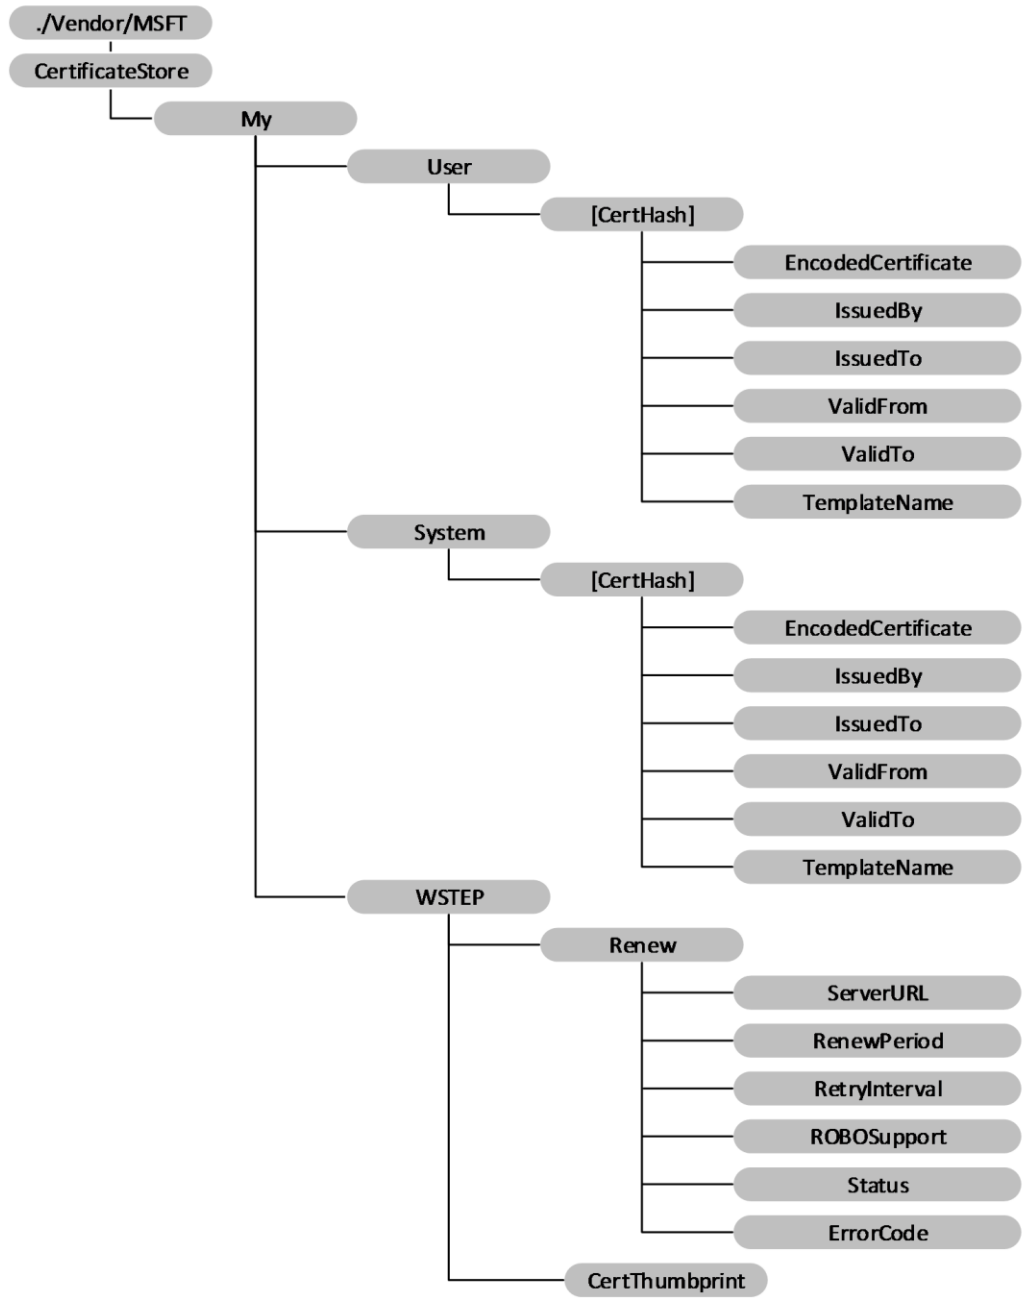 ./Vendor/MSFT
CertificateStore
My
User
[CertHash]
EncodedCertificate
IssuedBy
IssuedTo
ValidFrom
ValidTo
TemplateName
System
[CertHash]
EncodedCertificate
IssuedBy
IssuedTo
ValidFrom
ValidTo
TemplateName
WSTEP
Renew
ServerURL
RenewPeriod
RetryInterval
ROBOSupport
Status
ErrorCode
CertThumbprint